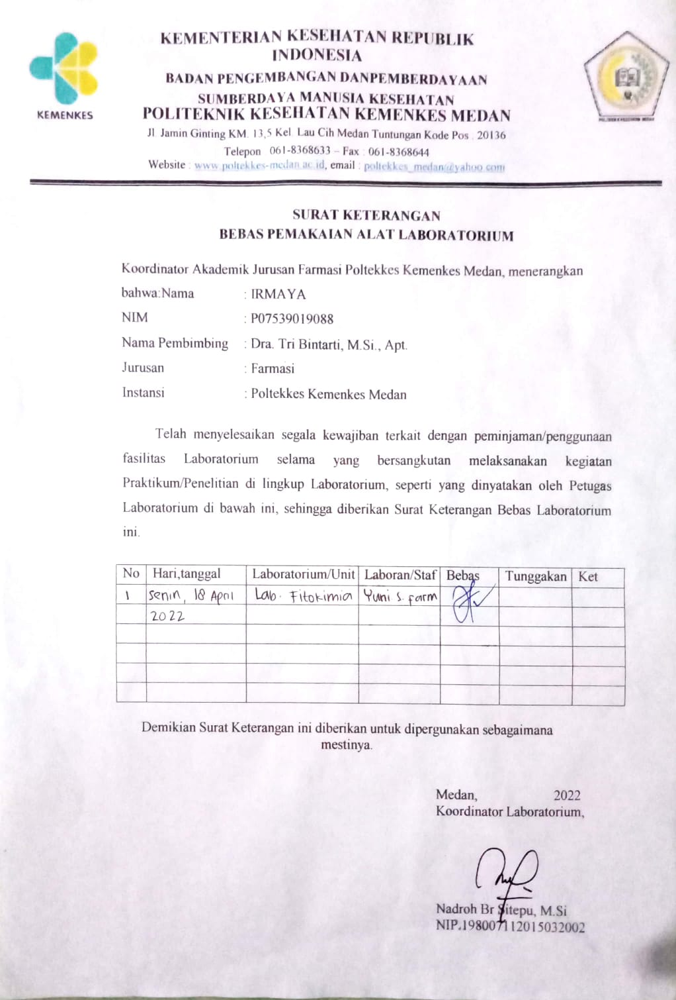 KEMENTERIAN KESEHATAN REPUBLIK
INDONESIA
BADAN PENGEMBANGAN DANPEMBERDAYAAN
SUMBERDAYA MANUSIA KESEHATAN
POLITEKNIK KESEHATAN KEMENKES MEDAN
Jl. Jamin Ginting KM. 13,5 Kel. Lau Cih Medan Tuntungan Kode Pos : 20136
Telepon : 061-8368633 – Fax : 061-8368644
Website : www.poltekkes-medan.ac.id, email : poltekkes_medan@yahoo.com
KEMENKES
SURAT KETERANGAN
BEBAS PEMAKAIAN ALAT LABORATORIUM
Koordinator Akademik Jurusan Farmasi Poltekkes Kemenkes Medan, menerangkan
bahwa:Nama : IRMAYA
NIM : P07539019088
Nama Pembimbing : Dra. Tri Bintarti, M.Si., Apt.
Jurusan : Farmasi
Instansi : Poltekkes Kemenkes Medan
Telah menyelesaikan segala kewajiban terkait dengan peminjaman/penggunaan
fasilitas Laboratorium selama yang bersangkutan melaksanakan kegiatan
Praktikum/Penelitian di lingkup Laboratorium, seperti yang dinyatakan oleh Petugas
Laboratorium di bawah ini, sehingga diberikan Surat Keterangan Bebas Laboratorium
ini.
No Hari,tanggal Laboratorium/Unit Laboran/Staf Bebas Tunggakan Ket
1 Senin, 18 April Lab. Fitokimia Yuni S. Farm
2022
Demikian Surat Keterangan ini diberikan untuk dipergunakan sebagaimana
mestinya.
Medan, 2022
Koordinator Laboratorium,
Nadroh Br Sitepu, M.Si
NIP.198007112015032002